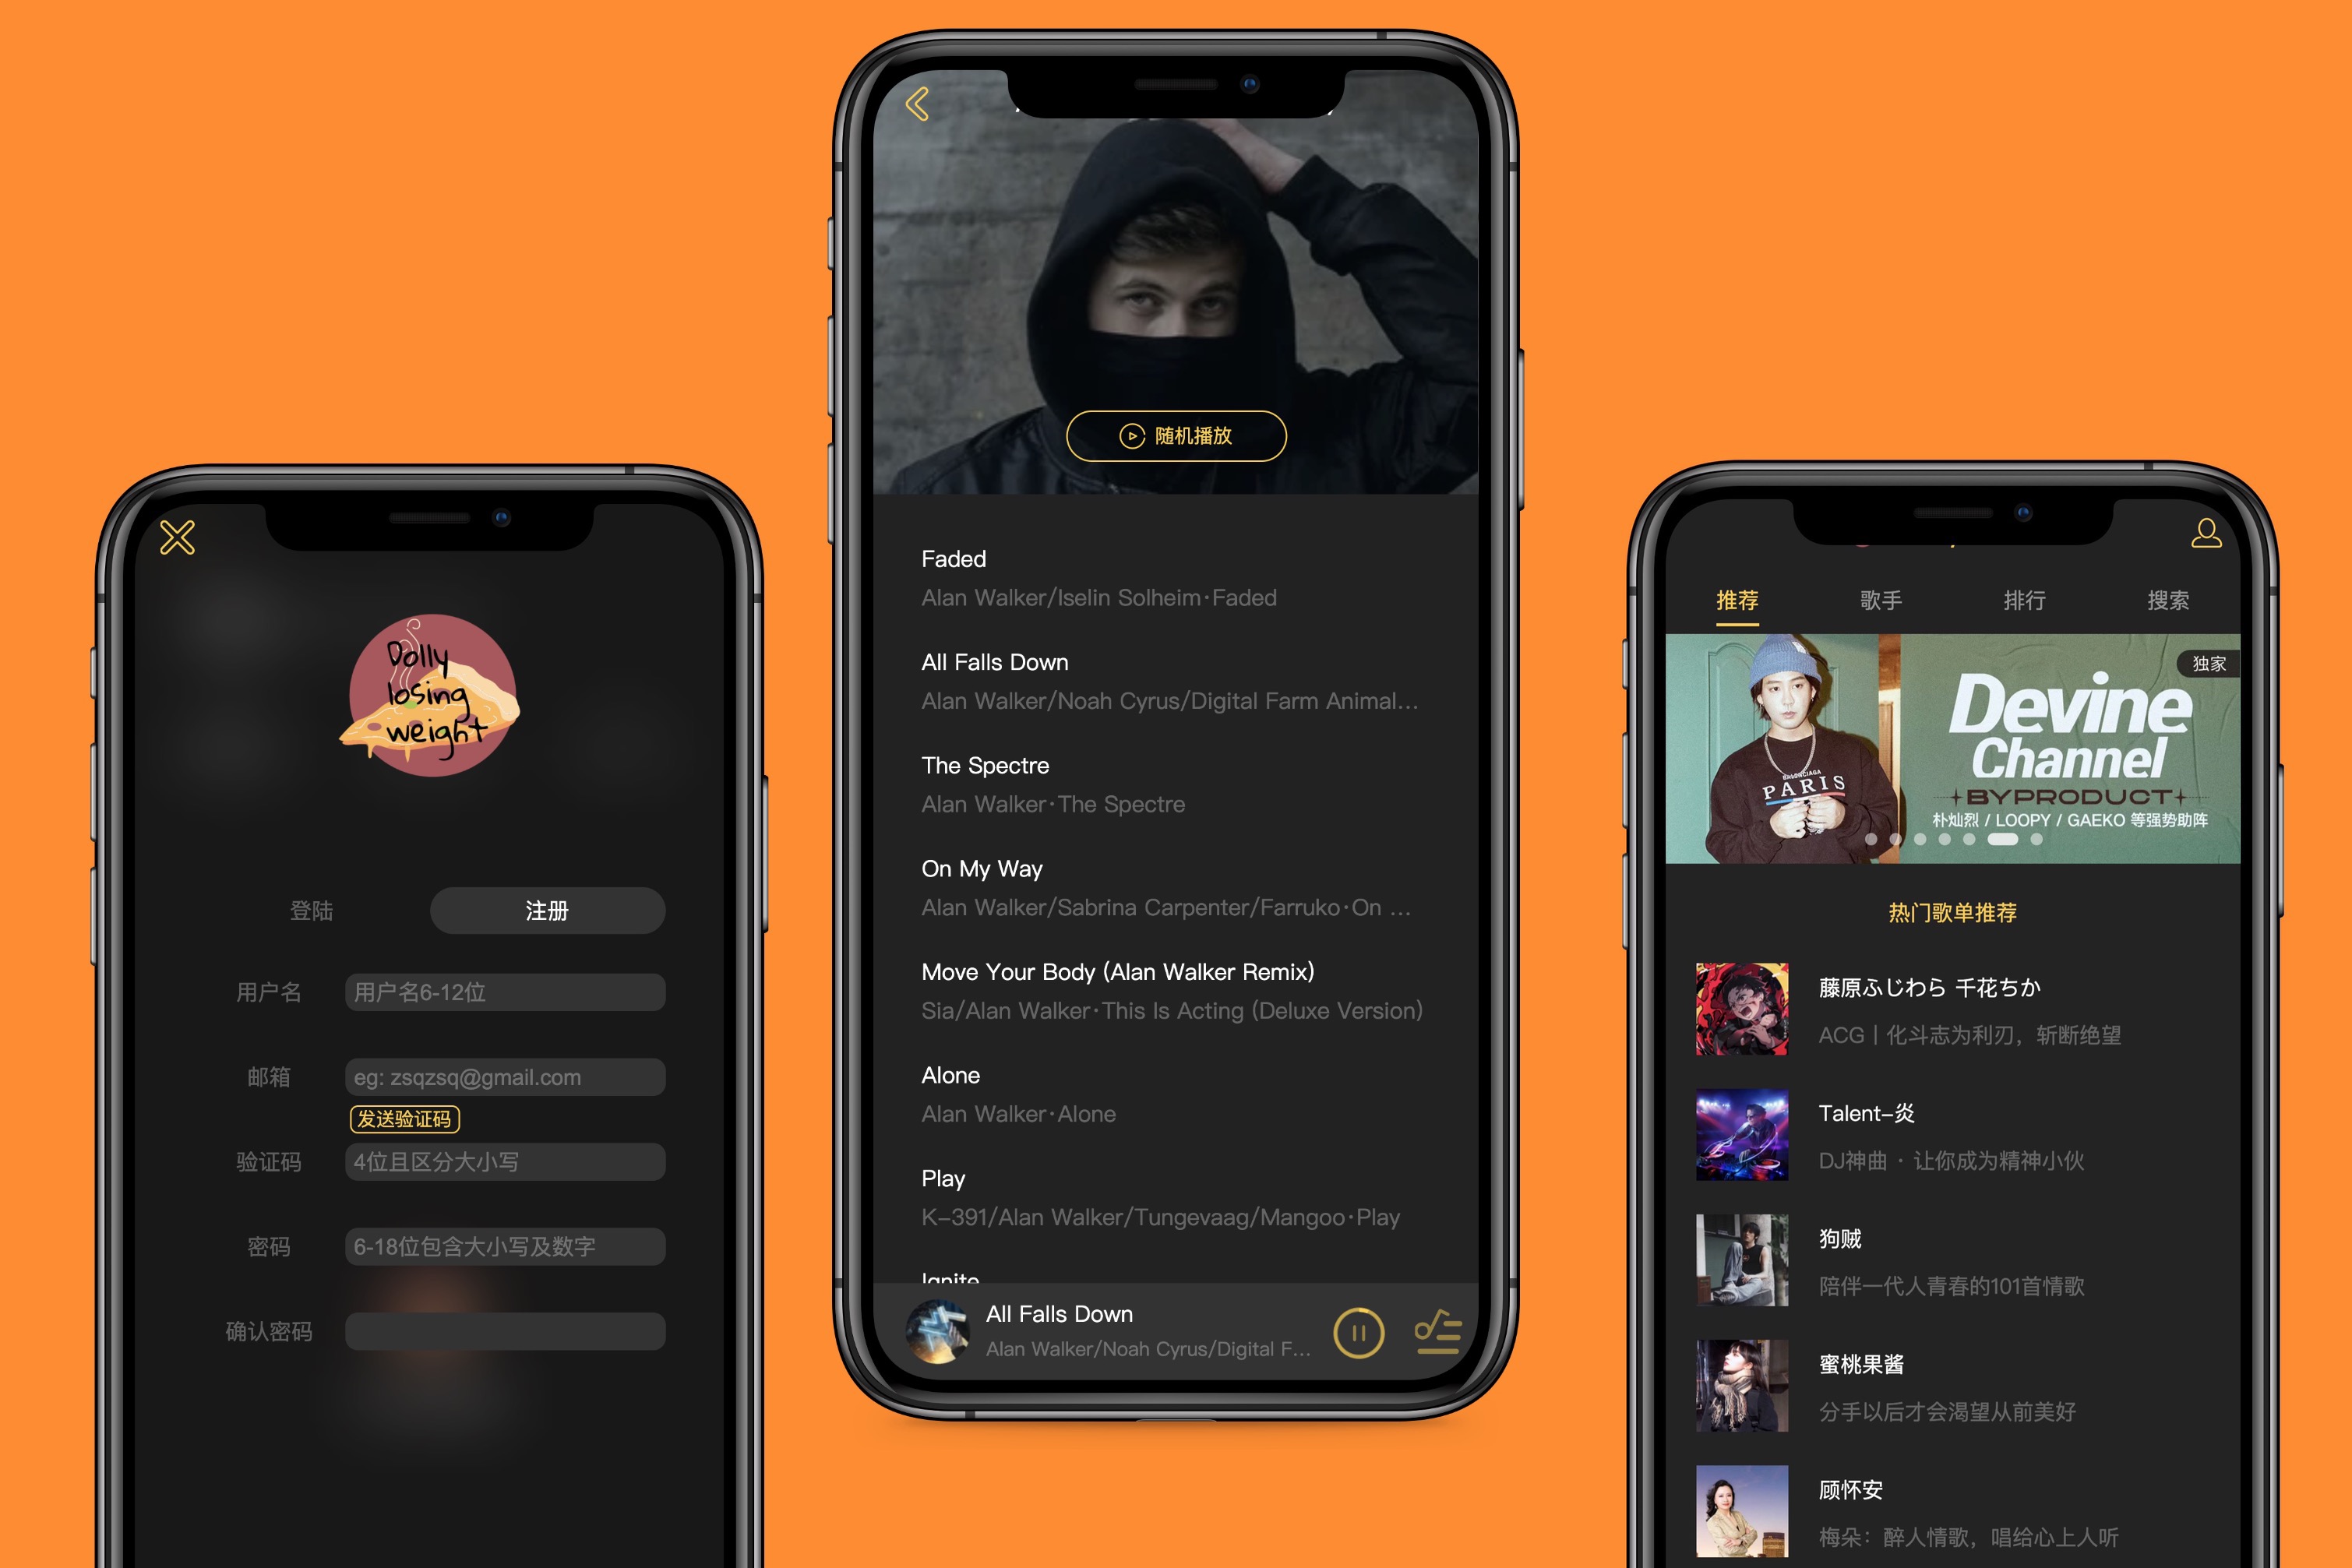 Dolly
losing
weight
登陆
注册
用户名
用户名6-12位
邮箱
eg: zsqzsq@gmail.com
发送验证码
验证码
4位且区分大小写
密码
6-18位包含大小写及数字
确认密码
随机播放
Faded
Alan Walker/Iselin Solheim·Faded
All Falls Down
Alan Walker/Noah Cyrus/Digital Farm Animal...
The Spectre
Alan Walker·The Spectre
On My Way
Alan Walker/Sabrina Carpenter/Farruko·On ...
Move Your Body (Alan Walker Remix)
Sia/Alan Walker·This Is Acting (Deluxe Version)
Alone
Alan Walker·Alone
Play
K-391/Alan Walker/Tungevaag/Mangoo·Play
Ignite
All Falls Down
Alan Walker/Noah Cyrus/Digital F...
推荐
歌手
排行
搜索
独家
Devine
Channel
BYPRODUCT
朴灿烈 / LOOPY / GAEKO 等强势助阵
BALENCIAGA
PARIS
热门歌单推荐
藤原ふじわら 千花ちか
ACG | 化斗志为利刃，斩断绝望
Talent-炎
DJ神曲 · 让你成为精神小伙
狗贼
陪伴一代人青春的101首情歌
蜜桃果酱
分手以后才会渴望从前美好
顾怀安
梅朵：醉人情歌，唱给心上人听